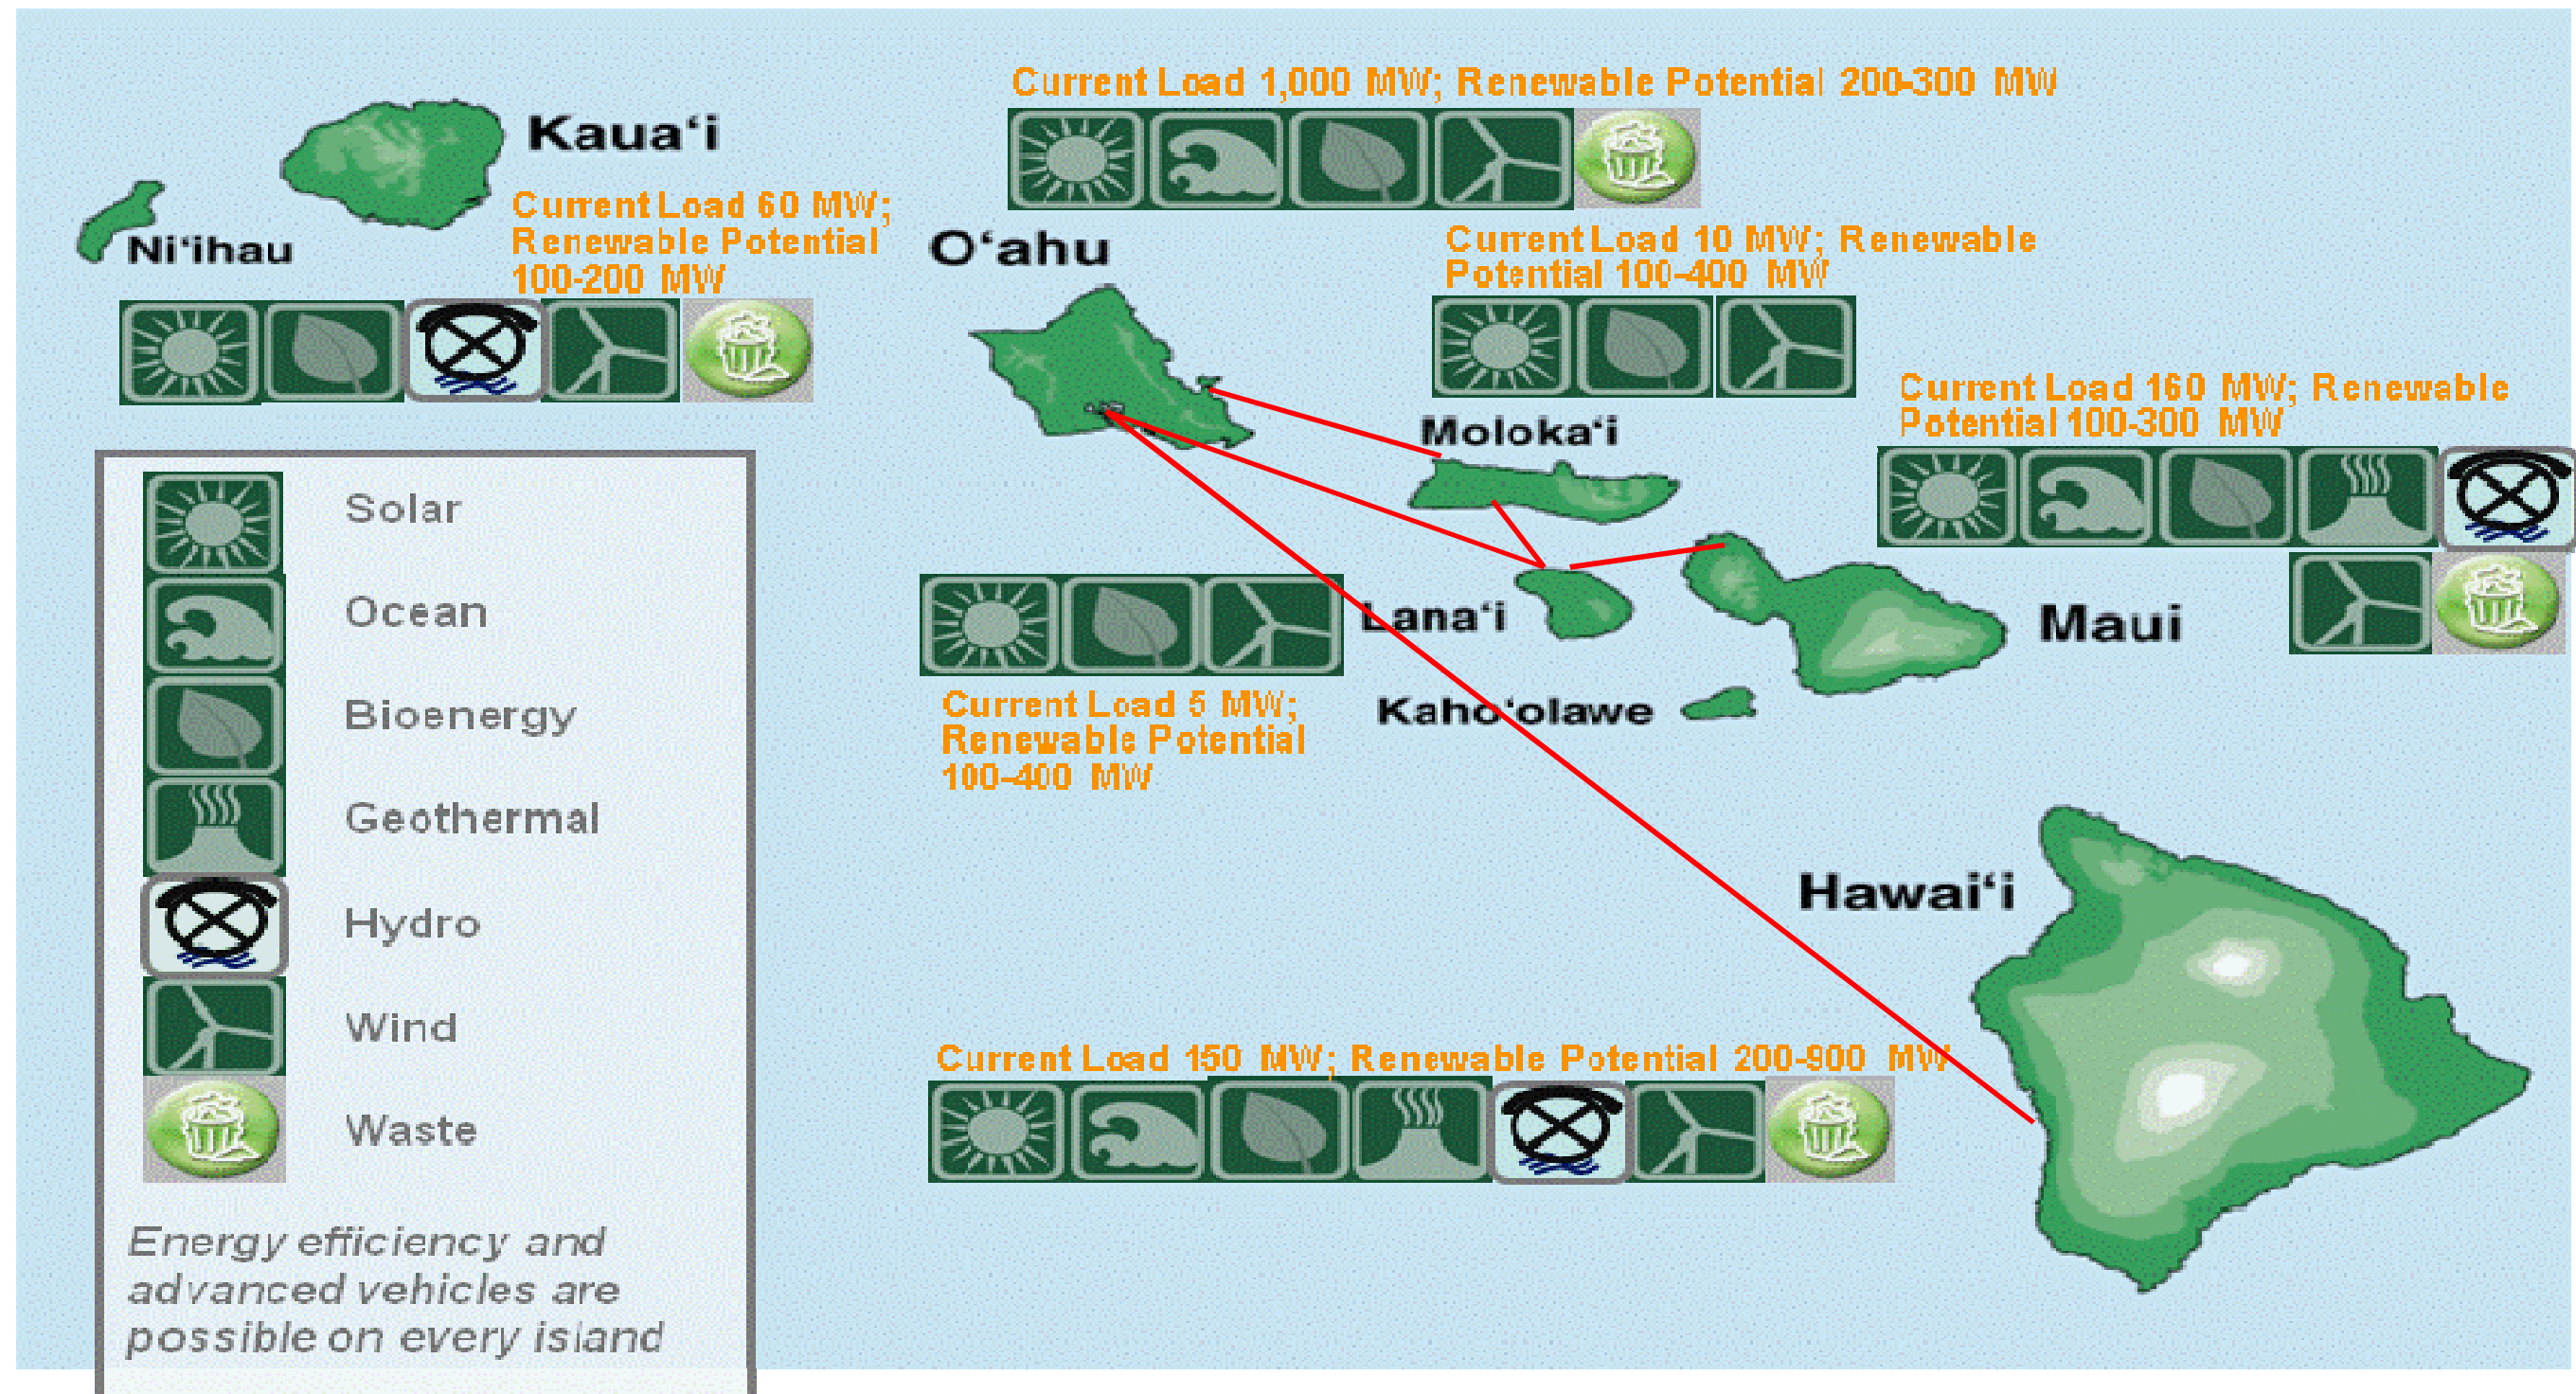 Kaua‘i
Ni‘ihau
Current Load 60 MW;
Renewable Potential
100-200 MW
Current Load 1,000 MW; Renewable Potential 200-300 MW
O‘ahu
Current Load 10 MW; Renewable
Potential 100-400 MW
Moloka‘i
Current Load 160 MW; Renewable
Potential 100-300 MW
Lana‘i
Maui
Kaho‘olawe
Current Load 5 MW;
Renewable Potential
100-400 MW
Hawai‘i
Current Load 150 MW; Renewable Potential 200-900 MW
Solar
Ocean
Bioenergy
Geothermal
Hydro
Wind
Waste
Energy efficiency and
advanced vehicles are
possible on every island